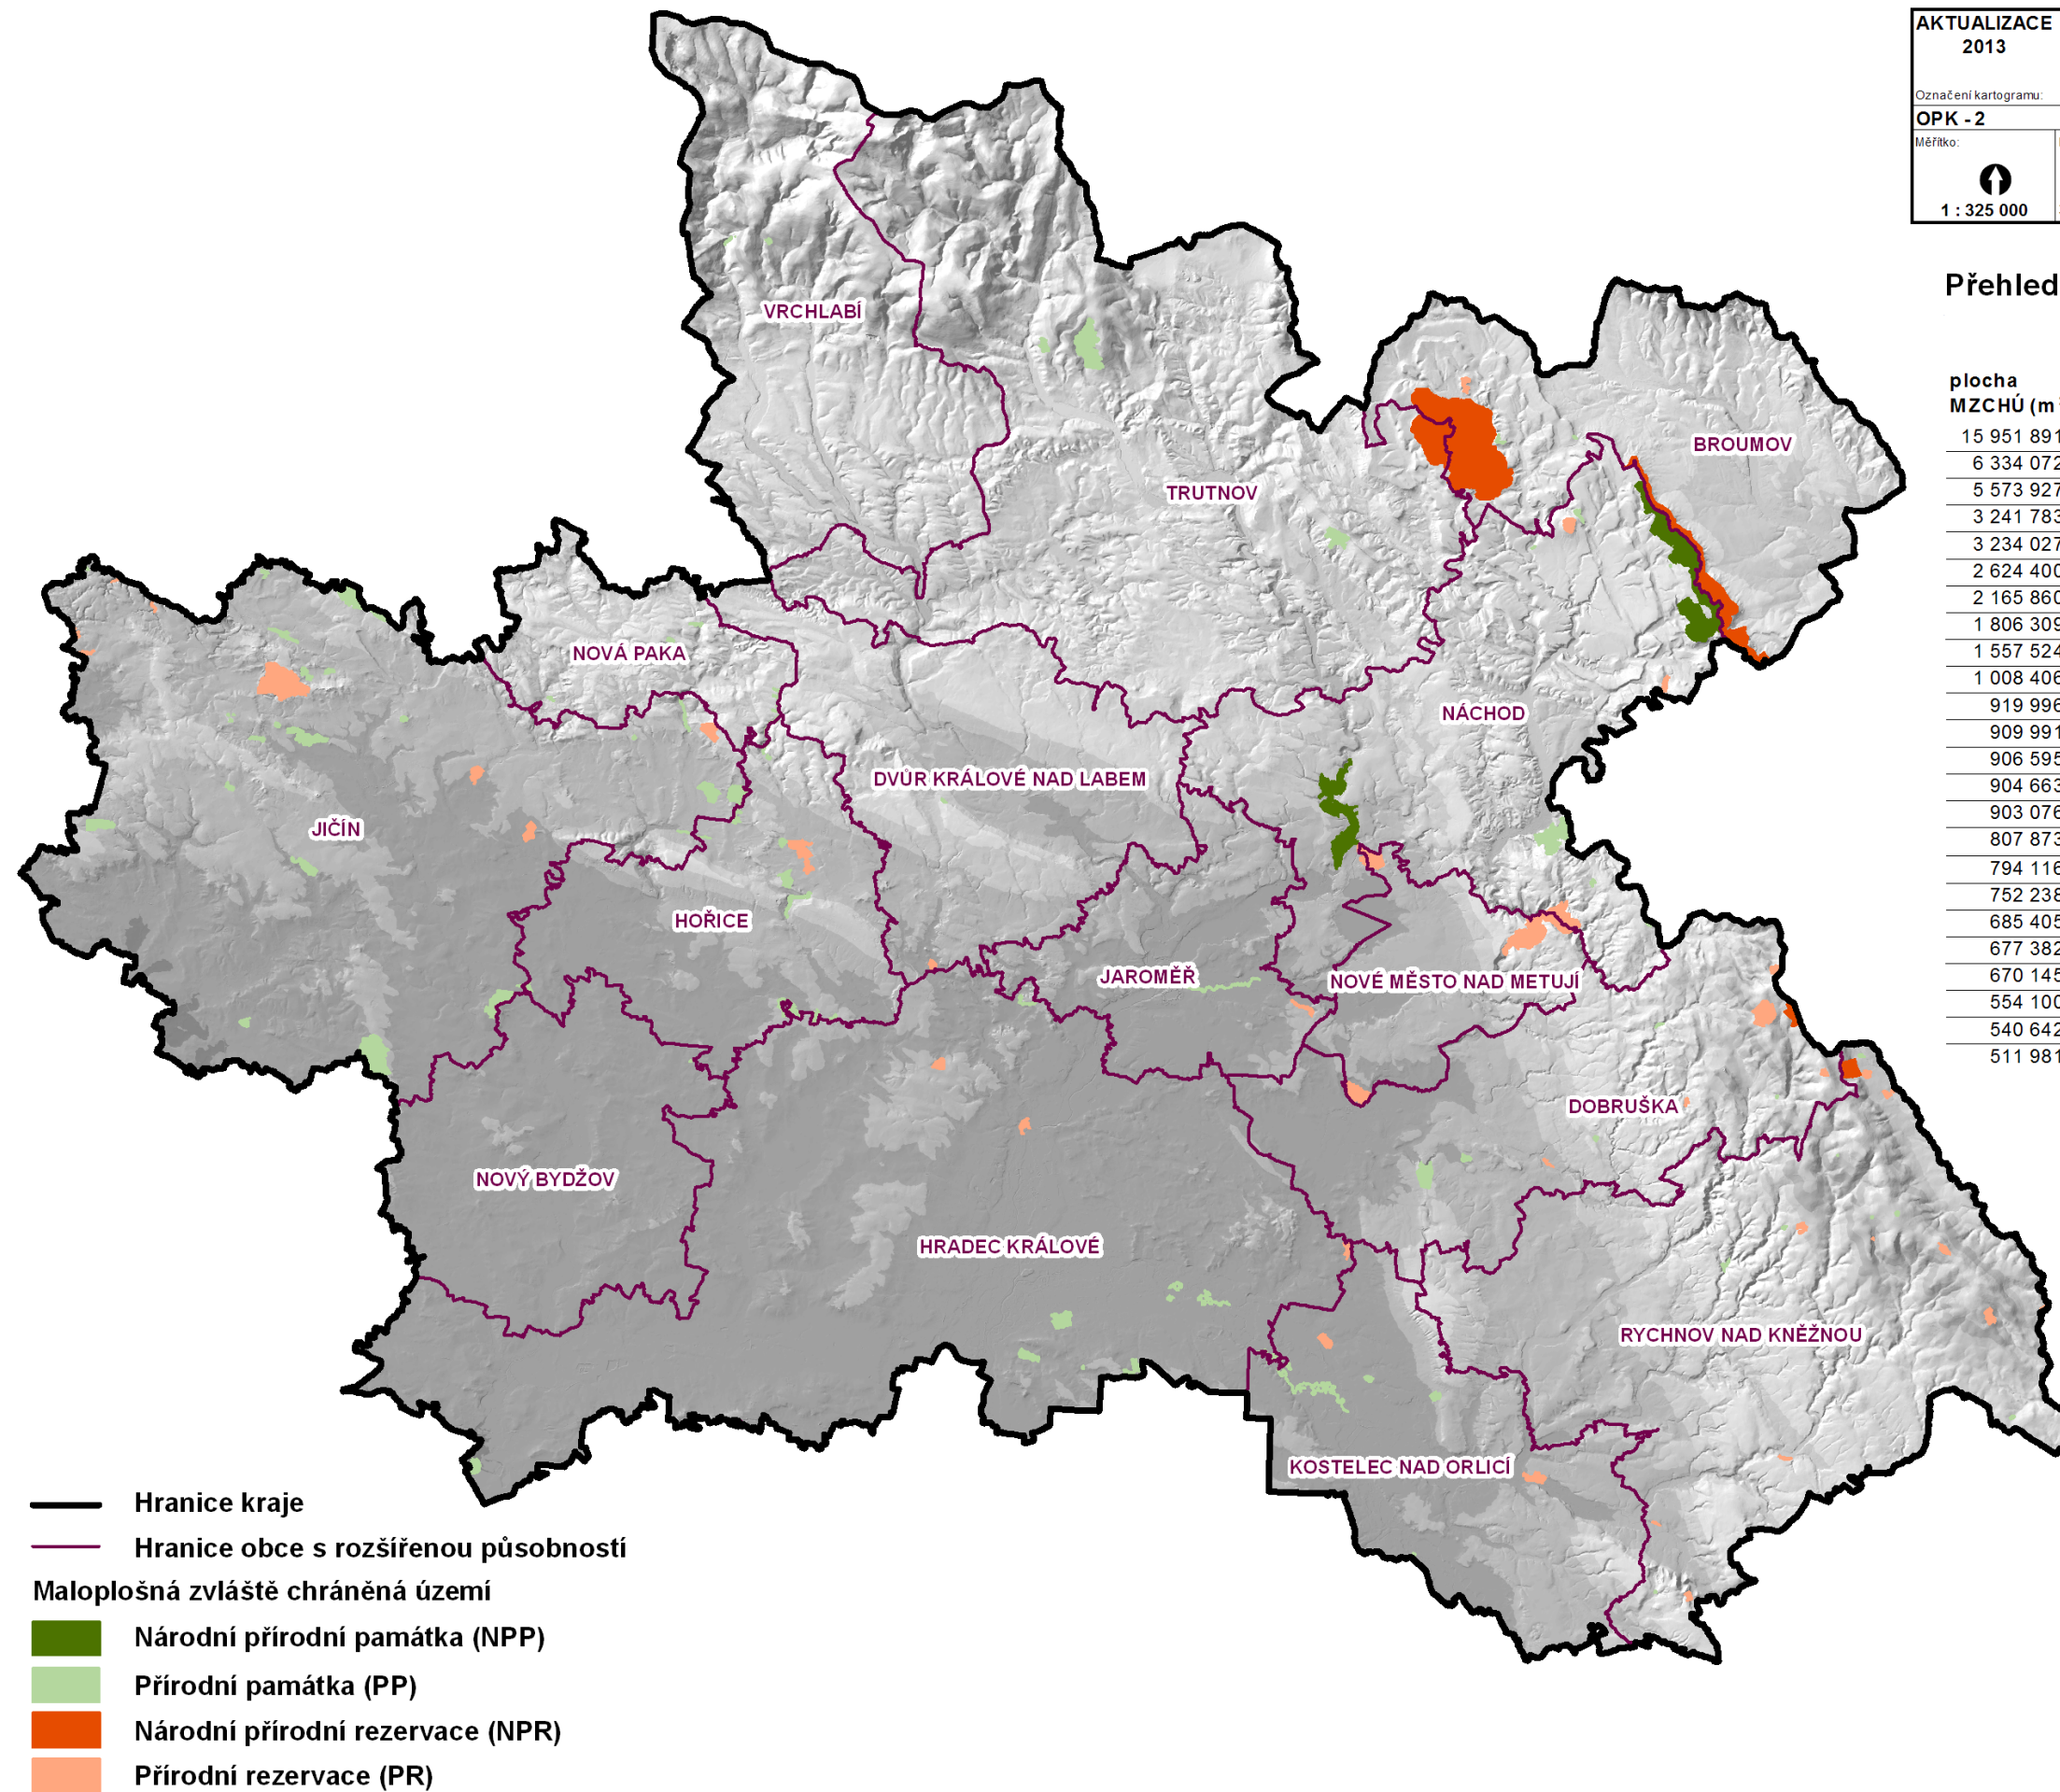 AKTUALIZACE
2013
Označení kartogramu:
OPK - 2
Měřítko:
1 : 325 000
Přehled
plocha
MZCHÚ (m
15 951 891
6 334 072
5 573 927
3 241 783
3 234 027
2 624 400
2 165 860
1 806 309
1 557 524
1 008 406
919 996
909 991
906 595
904 663
903 076
807 873
794 116
752 238
685 405
677 382
670 145
554 100
540 642
511 981
VRCHLABÍ
BROUMOV
TRUTNOV
NOVÁ PAKA
NÁCHOD
DVŮR KRÁLOVÉ NAD LABEM
JIČÍN
HOŘICE
JAROMĚŘ
NOVÉ MĚSTO NAD METUJÍ
DOBRUŠKA
NOVÝ BYDŽOV
HRADEC KRÁLOVÉ
RYCHNOV NAD KNĚŽNOU
KOSTELEC NAD ORLICÍ
Hranice kraje
Hranice obce s rozšířenou působností
Maloplošná zvláště chráněná území
Národní přírodní památka (NPP)
Přírodní památka (PP)
Národní přírodní rezervace (NPR)
Přírodní rezervace (PR)